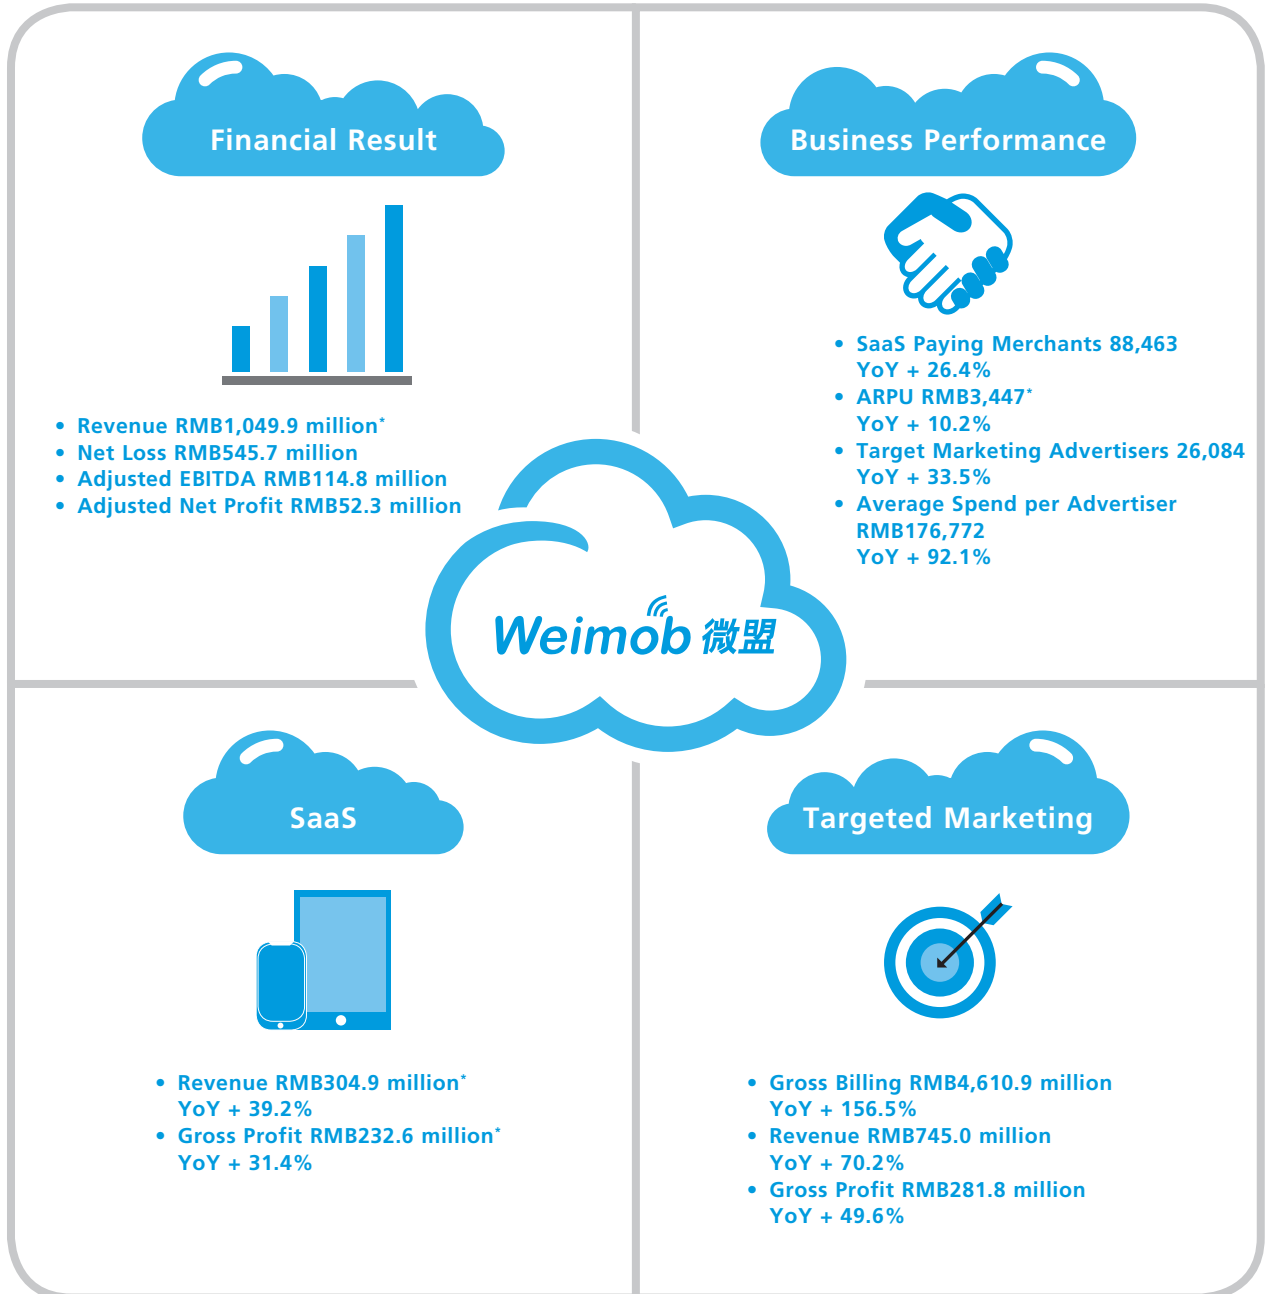 Financial Result
• Revenue RMB1,049.9 million*
• Net Loss RMB545.7 million
• Adjusted EBITDA RMB114.8 million
• Adjusted Net Profit RMB52.3 million
Business Performance
• SaaS Paying Merchants 88,463
YoY + 26.4%
• ARPU RMB3,447*
YoY + 10.2%
• Target Marketing Advertisers 26,084
YoY + 33.5%
• Average Spend per Advertiser
RMB176,772
YoY + 92.1%
Weimob 微盟
SaaS
• Revenue RMB304.9 million*
YoY + 39.2%
• Gross Profit RMB232.6 million*
YoY + 31.4%
Targeted Marketing
• Gross Billing RMB4,610.9 million
YoY + 156.5%
• Revenue RMB745.0 million
YoY + 70.2%
• Gross Profit RMB281.8 million
YoY + 49.6%